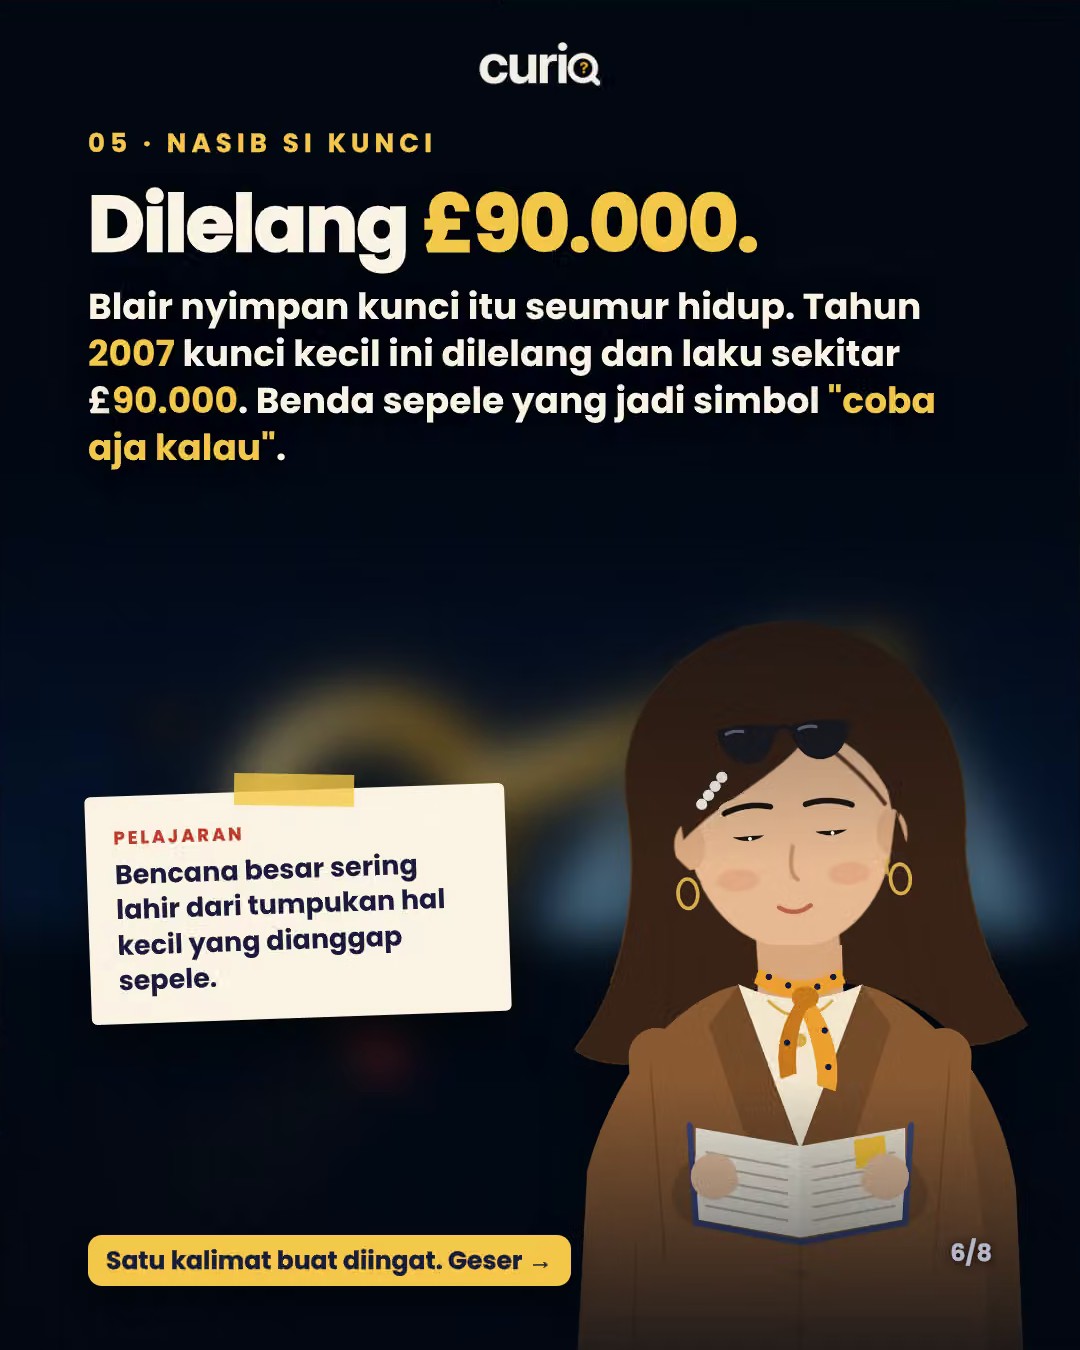 curio
05 · NASIB SI KUNCI
Dilelang £90.000.
Blair nyimpan kunci itu seumur hidup. Tahun
2007 kunci kecil ini dilelang dan laku sekitar
£90.000. Benda sepele yang jadi simbol "coba
aja kalau".
PELAJARAN
Bencana besar sering
lahir dari tumpukan hal
kecil yang dianggap
sepele.
Satu kalimat buat diingat. Geser →
6/8